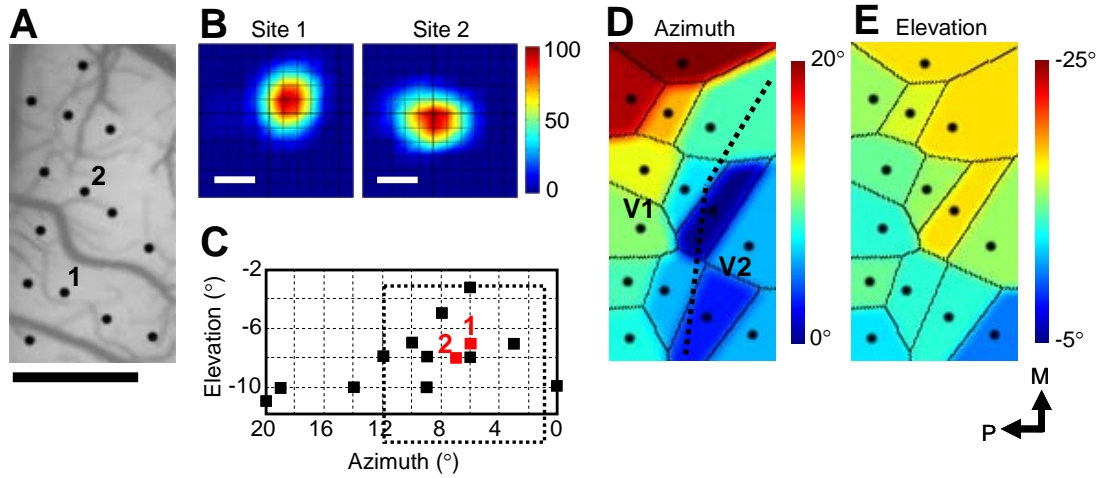 A
2
1
B
Site 1
Site 2
100
50
0
C
-2
-6
-10
Elevation (°)
1
2
20
16
12
8
4
0
Azimuth (°)
D
Azimuth
V1
V2
20°
0°
E
Elevation
-25°
-5°
M
P